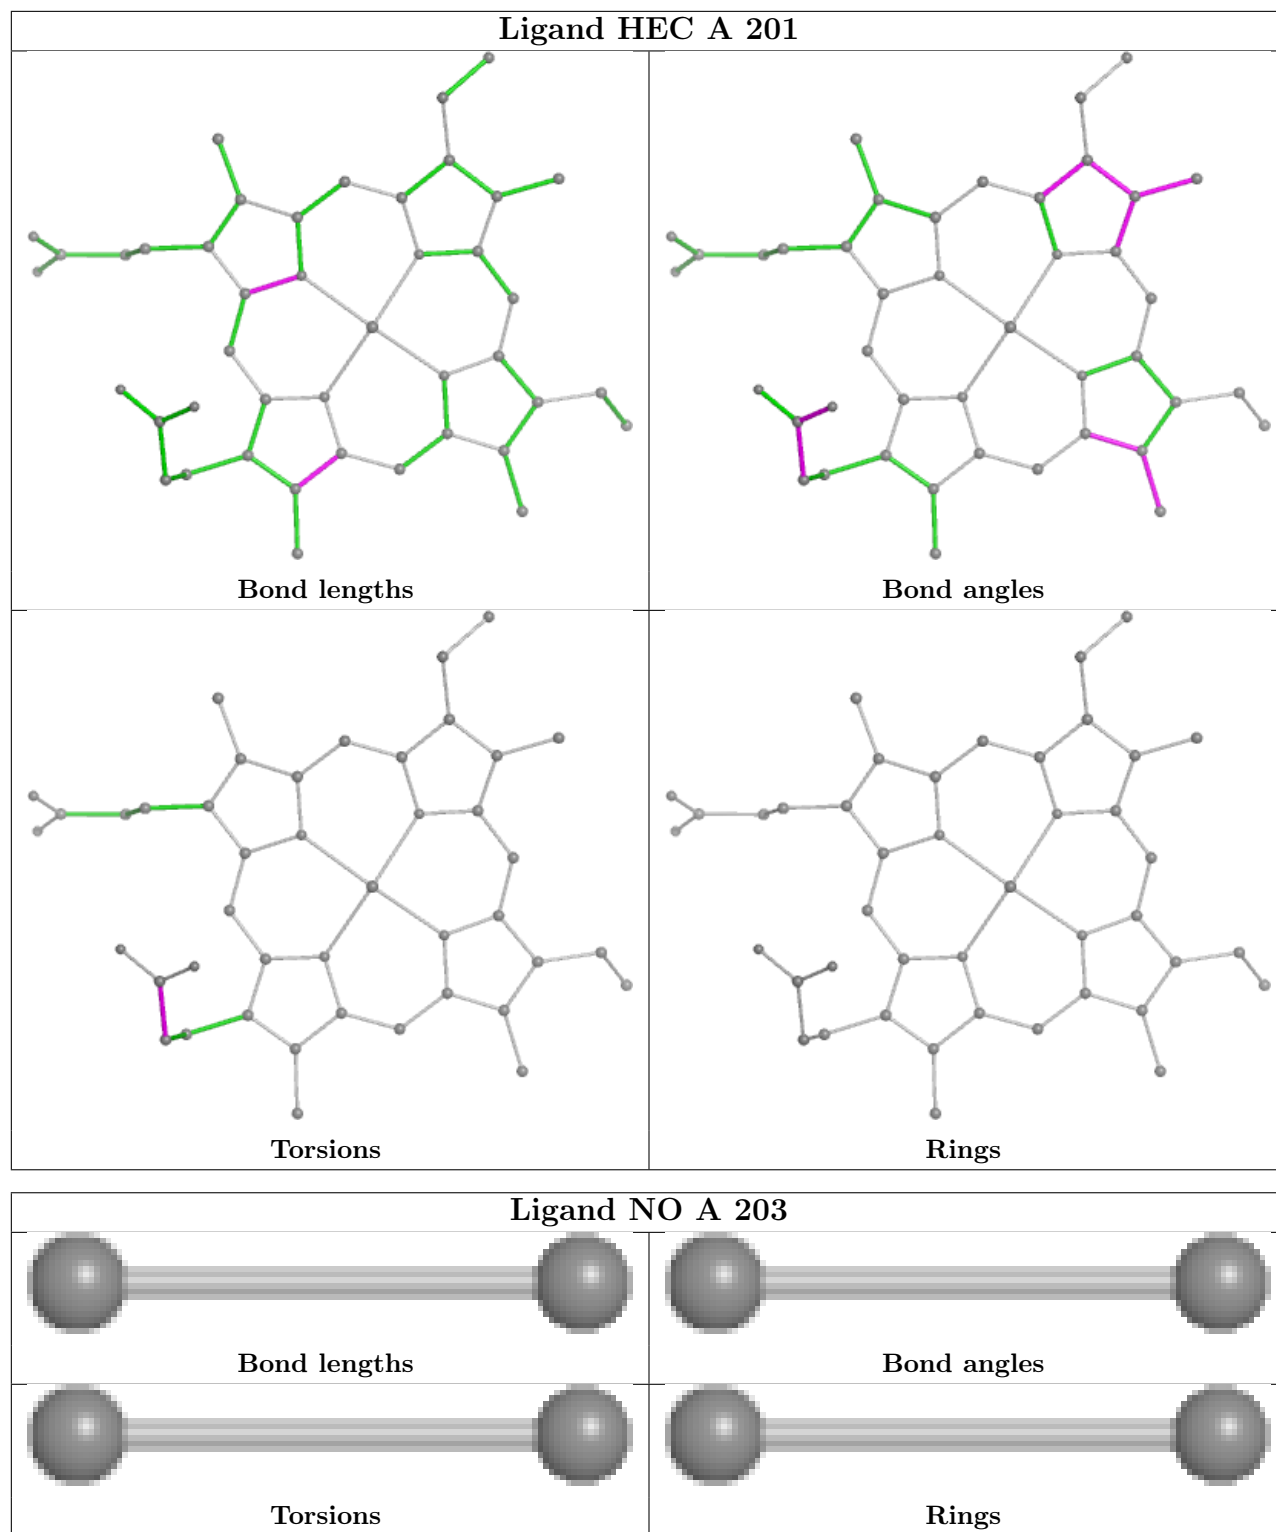 Ligand HEC A 201
Bond lengths
Bond angles
Torsions
Rings
Ligand NO A 203
Bond lengths
Bond angles
Torsions
Rings